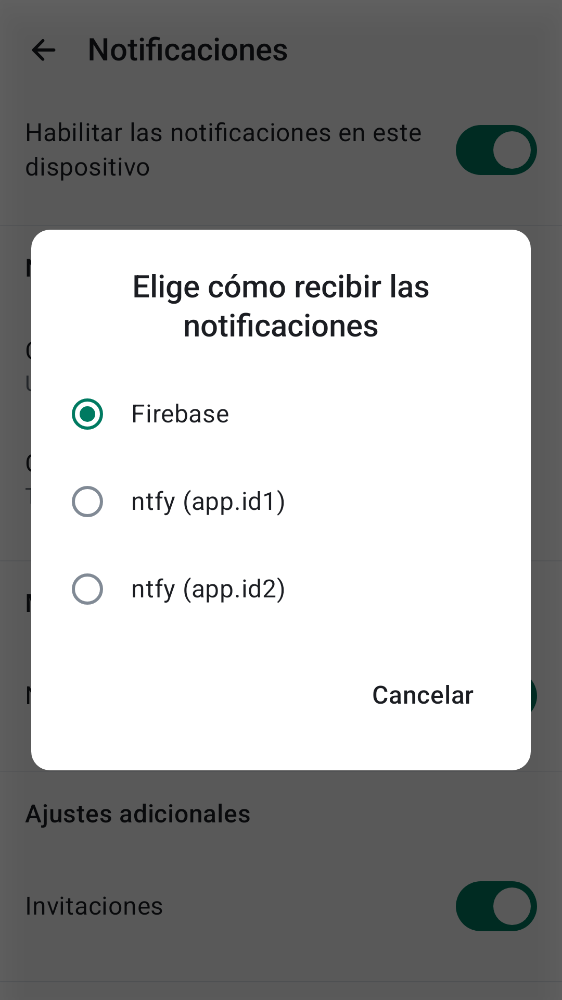 Notificaciones
Habilitar las notificaciones en este
dispositivo
Elige cómo recibir las
notificaciones
Firebase
ntfy (app.id1)
ntfy (app.id2)
Cancelar
Ajustes adicionales
Invitaciones